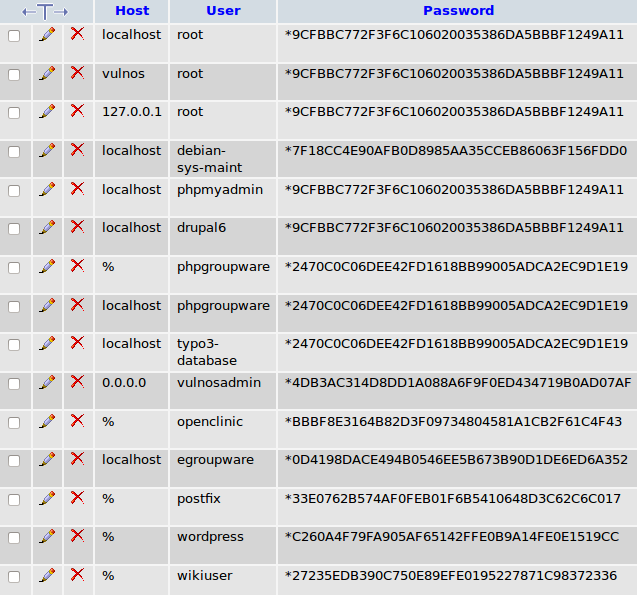 Host User Password
localhost root *9CFBBC772F3F6C106020035386DA5BBBF1249A11
vulnos root *9CFBBC772F3F6C106020035386DA5BBBF1249A11
127.0.0.1 root *9CFBBC772F3F6C106020035386DA5BBBF1249A11
localhost debian- *7F18CC4E90AFB0D8985AA35CCEB86063F156FDD0
sys-maint
localhost phpmyadmin *9CFBBC772F3F6C106020035386DA5BBBF1249A11
localhost drupal6 *9CFBBC772F3F6C106020035386DA5BBBF1249A11
% phpgroupware *2470C0C06DEE42FD1618BB99005ADCA2EC9D1E19
localhost phpgroupware *2470C0C06DEE42FD1618BB99005ADCA2EC9D1E19
localhost typo3- *2470C0C06DEE42FD1618BB99005ADCA2EC9D1E19
database
0.0.0.0 vulnosadmin *4DB3AC314D8DD1A088A6F9F0ED434719B0AD07AF
% openclinic *BBBF8E3164B82D3F09734804581A1CB2F61C4F43
localhost egroupware *0D4198DACE494B0546EE5B673B90D1DE6ED6A352
% postfix *33E0762B574AF0FEB01F6B5410648D3C62C6C017
% wordpress *C260A4F79FA905AF65142FFE0B9A14FE0E1519CC
% wikiuser *27235EDB390C750E89EFE0195227871C98372336